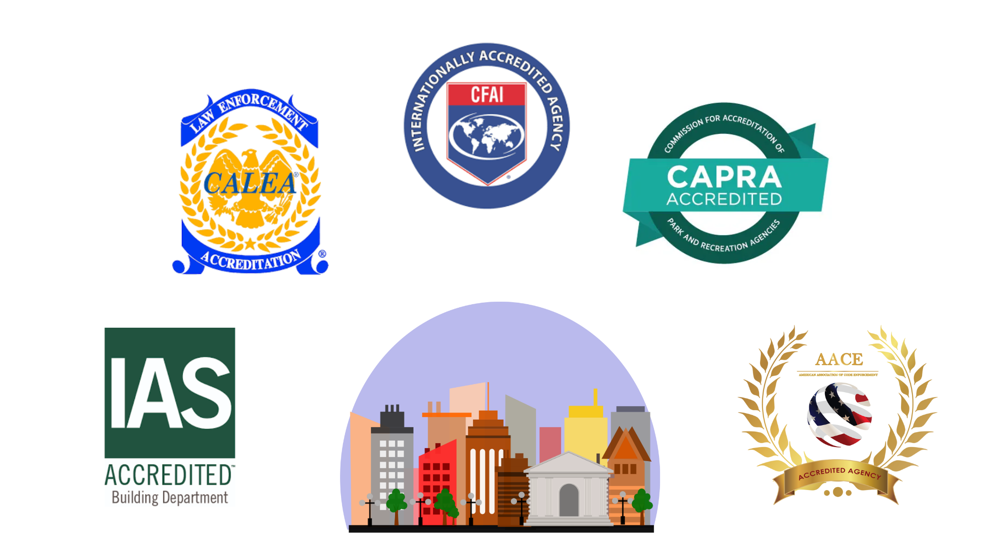 INTERNATIONALLY ACCREDITED AGENCY
CFAI
®
LAW ENFORCEMENT
CALEA®
ACCREDITATION
®
COMMISSION FOR ACCREDITATION OF
CAPRA
ACCREDITED
PARK AND RECREATION AGENCIES
IAS
ACCREDITED™
Building Department
AACE
AMERICAN ASSOCIATION OF CODE ENFORCEMENT
ACCREDITED AGENCY